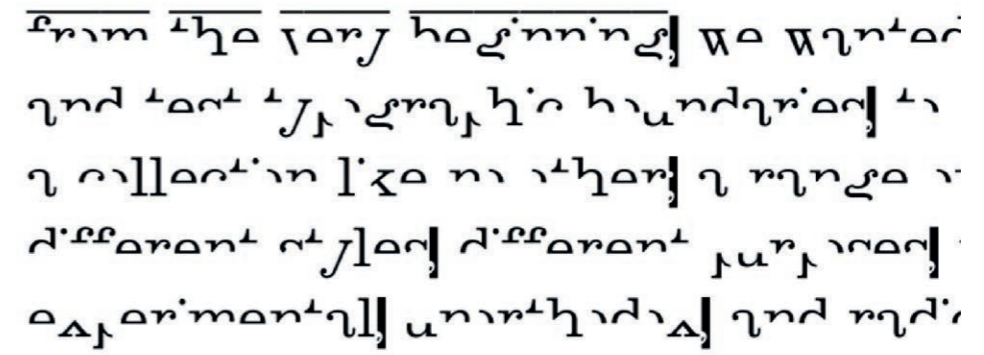 from the very beginning, we wanted
and test typographic boundaries, to
a collection like no other; a range
different styles, different purposes,
experimental, unorthodox, and